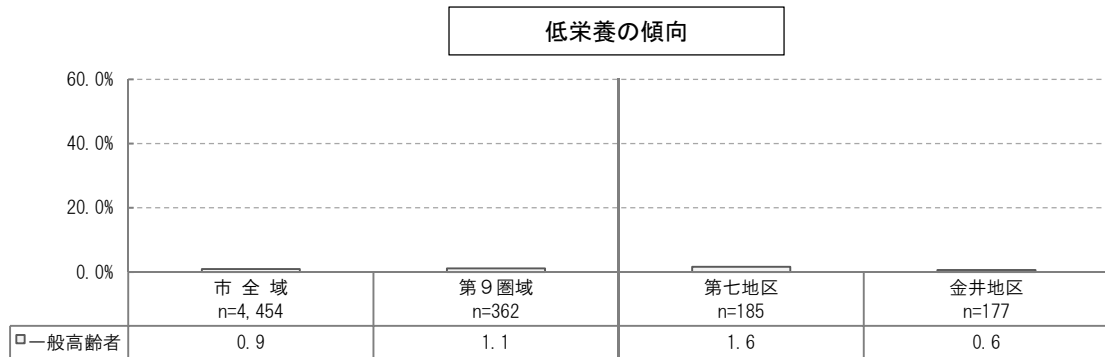 低栄養の傾向
60.0%
40.0%
20.0%
0.0%
市 全 域
n=4,454
第9圏域
n=362
第七地区
n=185
金井地区
n=177
一般高齢者 0.9 1.1 1.6 0.6